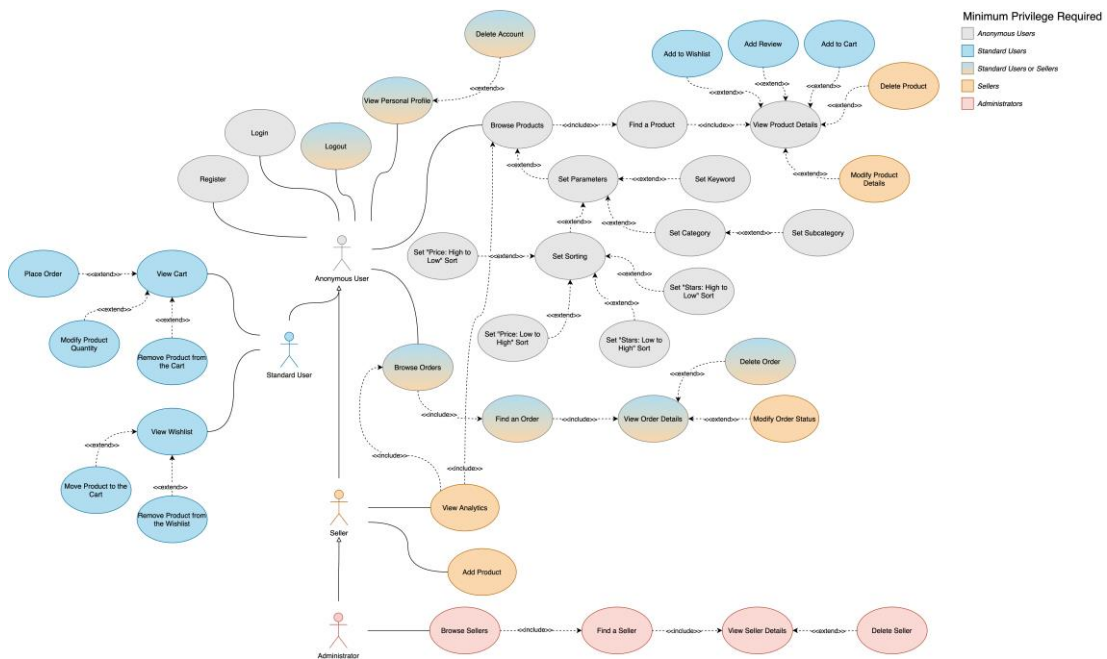 Minimum Privilege Required
Anonymous Users
Standard Users
Standard Users or Sellers
Sellers
Administrators
Delete Account
<<extend>>
View Personal Profile
Login
Logout
Register
Anonymous User
Add to Wishlist
Add Review
Add to Cart
Delete Product
<<extend>>
<<extend>>
<<extend>>
<<extend>>
Browse Products
<<include>>
Find a Product
<<include>>
View Product Details
<<extend>>
Modify Product
Details
<<extend>>
Set Parameters
<<extend>>
Set Keyword
<<extend>>
<<extend>>
Set Category
<<extend>>
Set Subcategory
Set "Price: High to
Low" Sort
<<extend>>
Set Sorting
<<extend>>
Set "Stars: High to
Low" Sort
<<extend>>
<<extend>>
Set "Price: Low to
High" Sort
Set "Stars: Low to
High" Sort
Place Order
<<extend>>
View Cart
<<extend>>
<<extend>>
Modify Product
Quantity
Remove Product from
the Cart
Standard User
View Wishlist
<<extend>>
<<extend>>
Move Product to the
Cart
Remove Product from
the Wishlist
Browse Orders
<<include>>
Find an Order
<<include>>
View Order Details
<<extend>>
Delete Order
<<extend>>
Modify Order Status
<<include>>
<<include>>
View Analytics
Seller
Add Product
Administrator
Browse Sellers
<<include>>
Find a Seller
<<include>>
View Seller Details
<<extend>>
Delete Seller